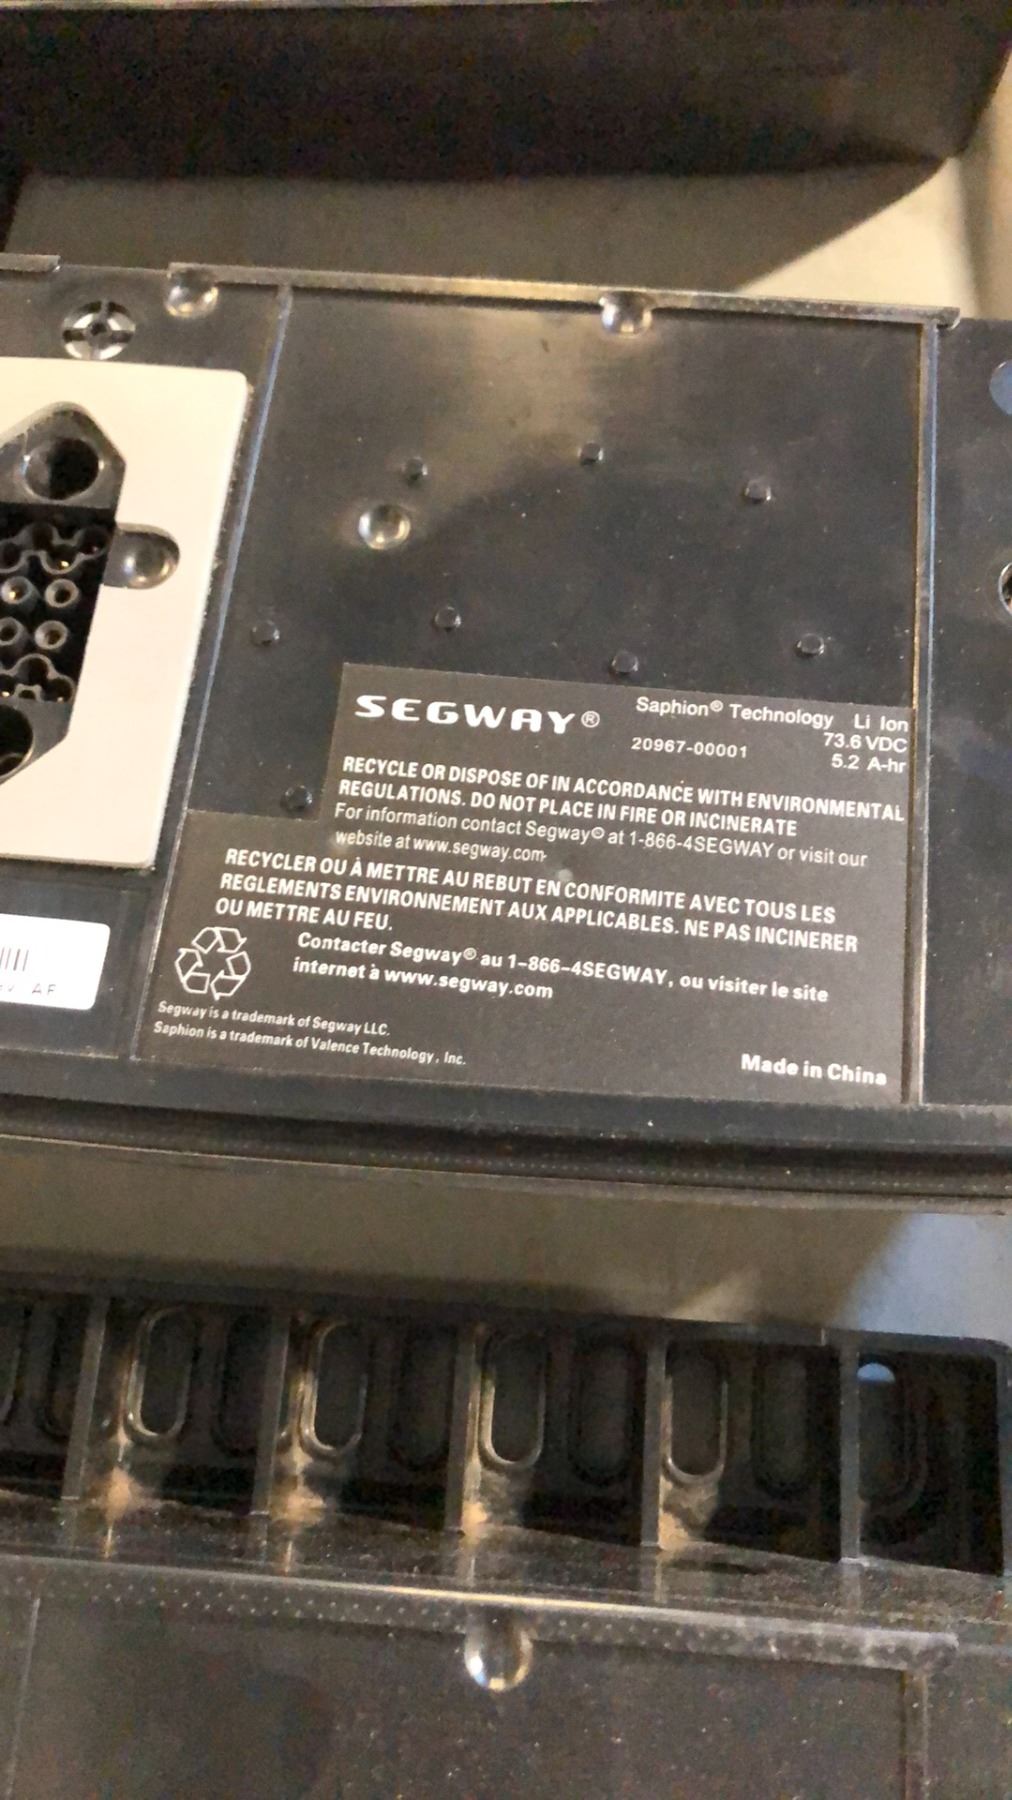 SEGWAY®
Saphion® Technology Li Ion
20967-00001 73.6 VDC
5.2 A-hr
RECYCLE OR DISPOSE OF IN ACCORDANCE WITH ENVIRONMENTAL
REGULATIONS. DO NOT PLACE IN FIRE OR INCINERATE
For information contact Segway® at 1-866-4SEGWAY or visit our
website at www.segway.com.
RECYCLER OU À METTRE AU REBUT EN CONFORMITE AVEC TOUS LES
REGLEMENTS ENVIRONNEMENT AUX APPLICABLES. NE PAS INCINERER
OU METTRE AU FEU.
Contacter Segway® au 1-866-4SEGWAY, ou visiter le site
internet à www.segway.com
Segway is a trademark of Segway LLC.
Saphion is a trademark of Valence Technology, Inc.
Made in China
AF